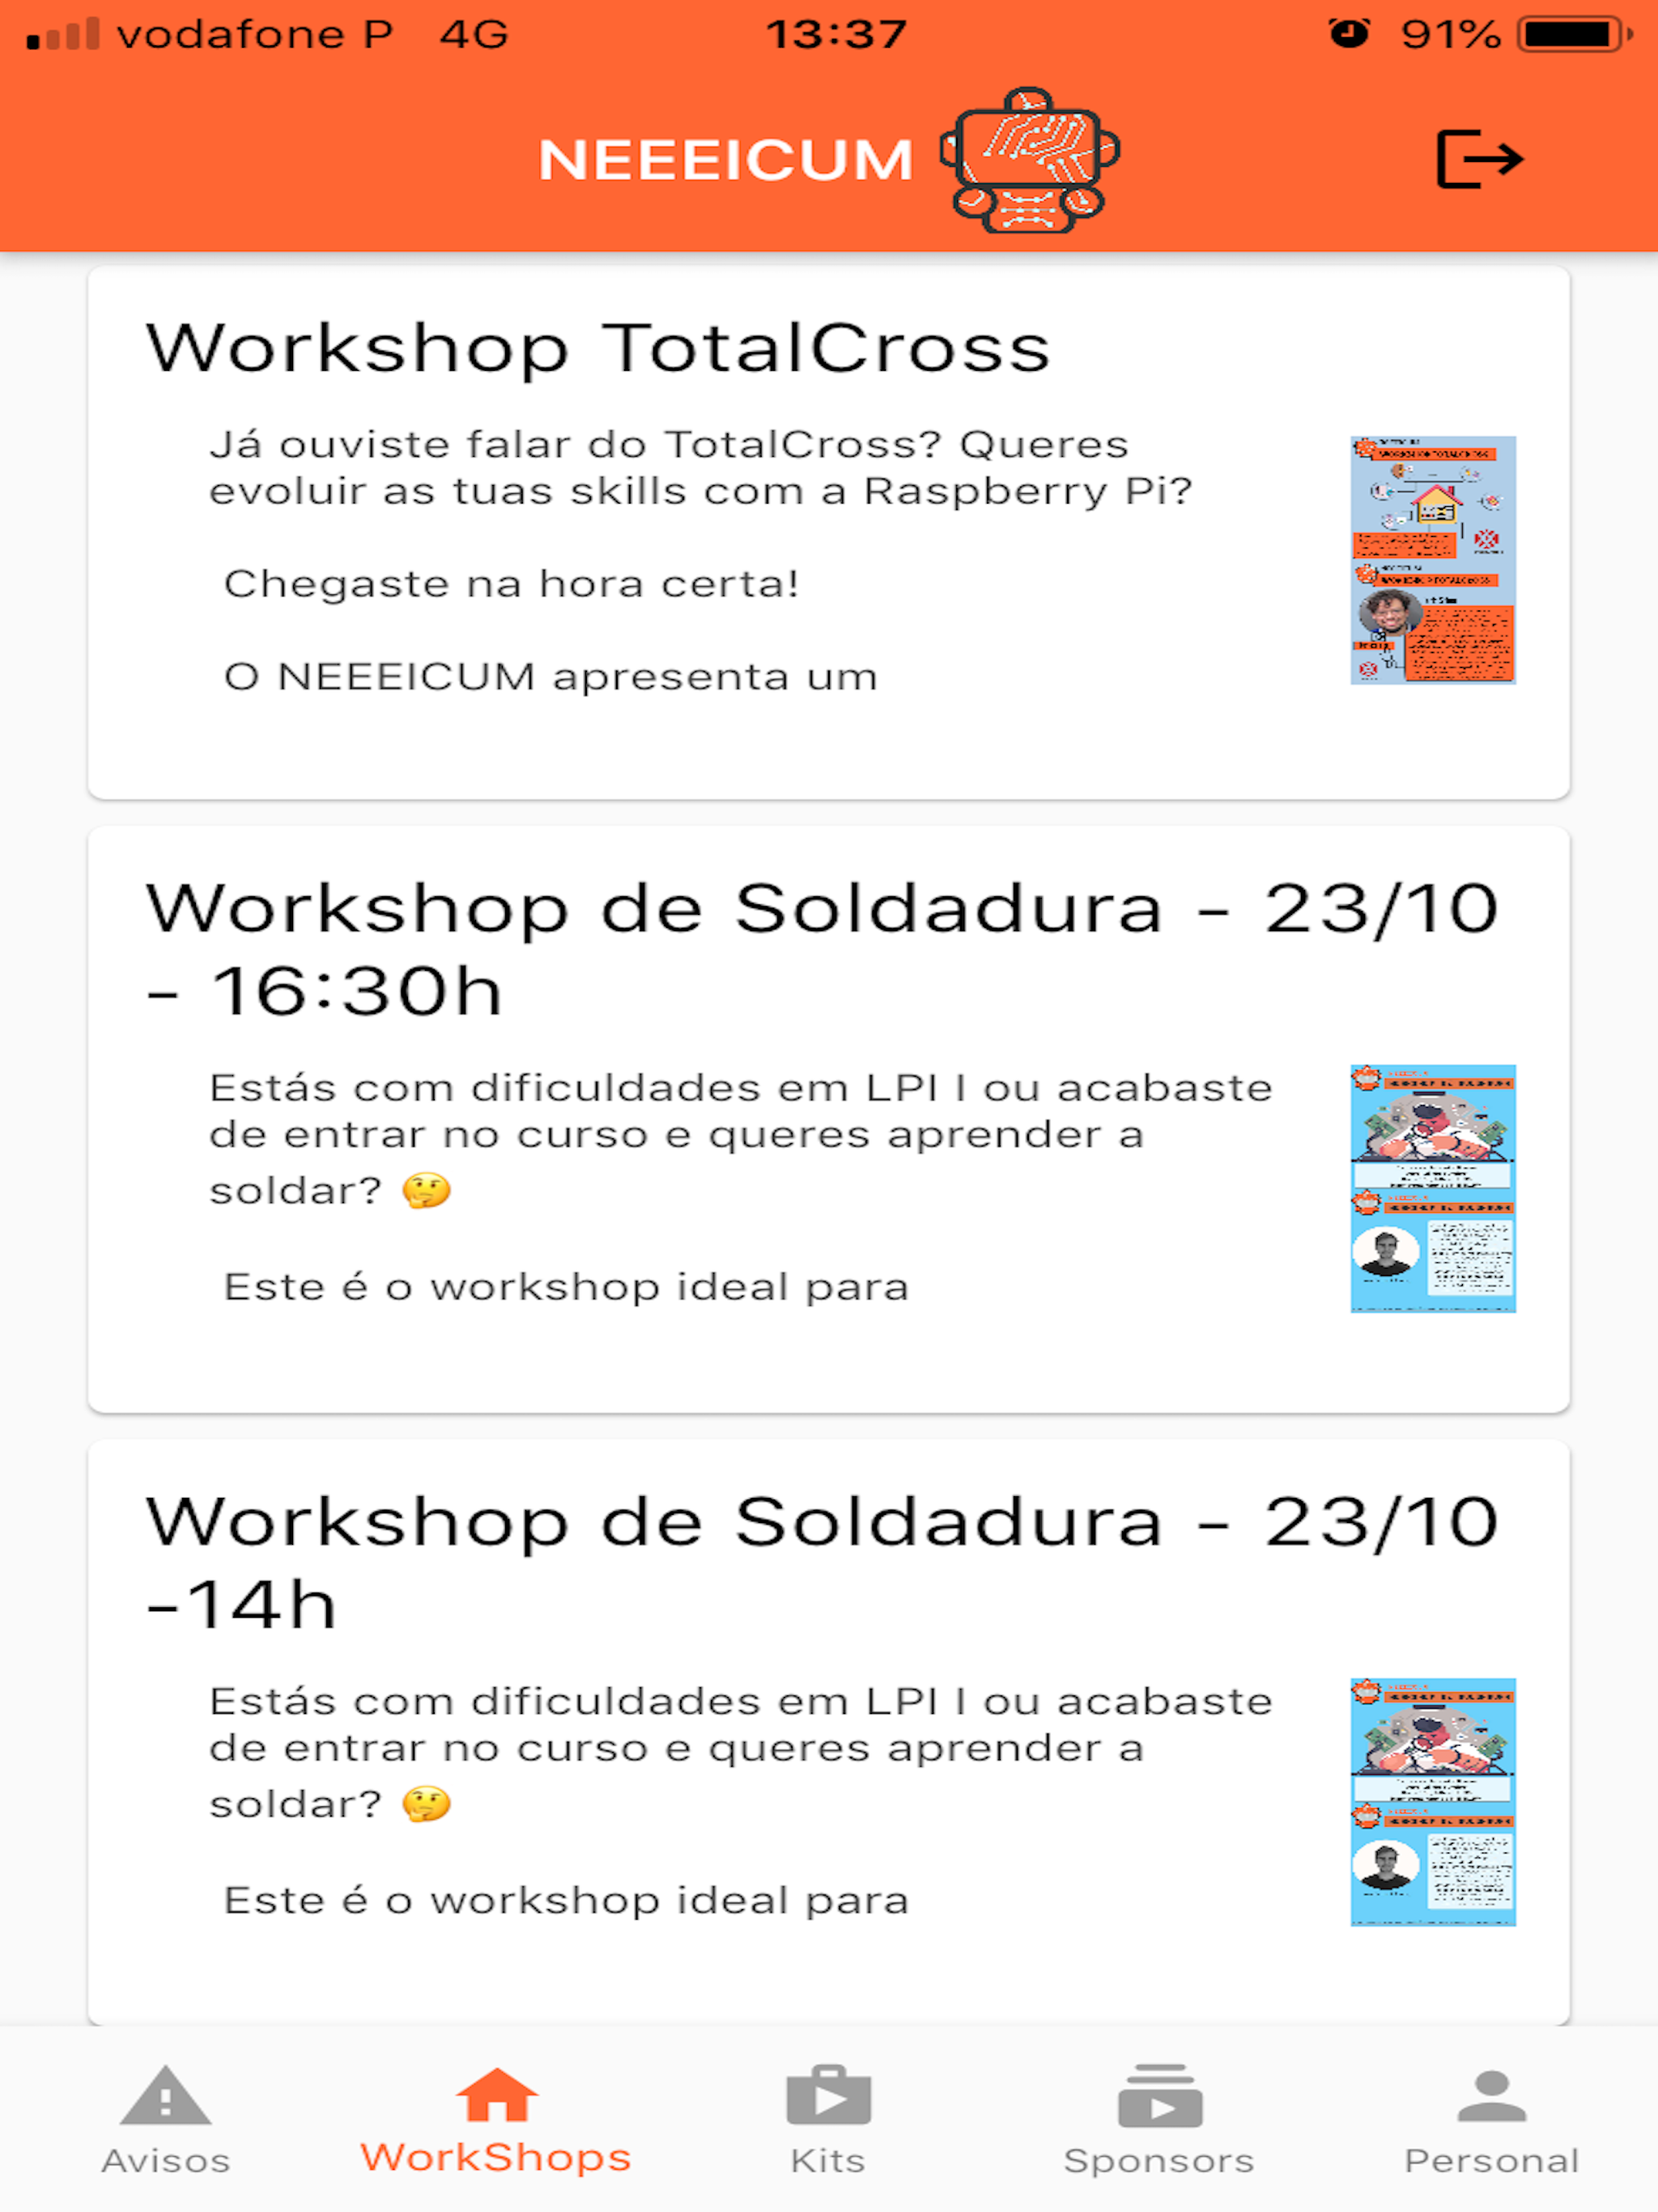 vodafone P 4G 13:37 91%
NEEEICUM
Workshop TotalCross
Já ouviste falar do TotalCross? Queres
evoluir as tuas skills com a Raspberry Pi?
Chegaste na hora certa!
O NEEEICUM apresenta um
Workshop de Soldadura - 23/10
- 16:30h
Estás com dificuldades em LPI I ou acabaste
de entrar no curso e queres aprender a
soldar? 🤔
Este é o workshop ideal para
Workshop de Soldadura - 23/10
-14h
Estás com dificuldades em LPI I ou acabaste
de entrar no curso e queres aprender a
soldar? 🤔
Este é o workshop ideal para
Avisos WorkShops Kits Sponsors Personal